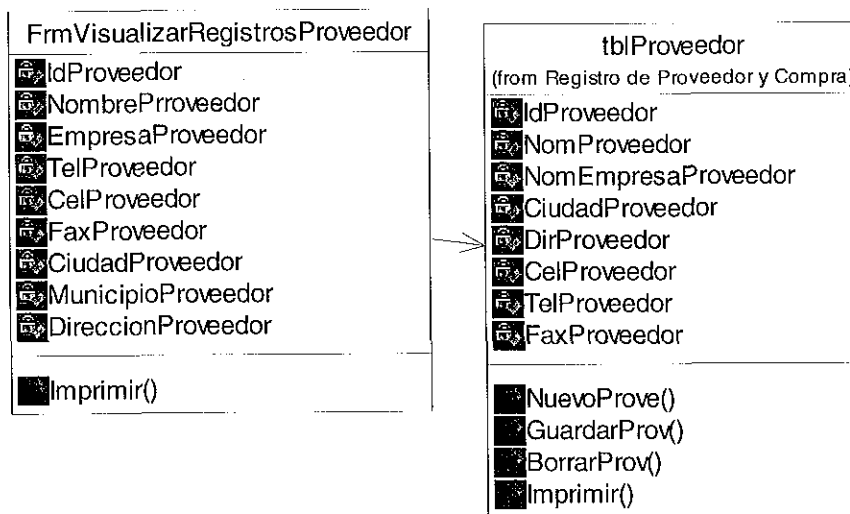 FrmVisualizarRegistrosProveedor
IdProveedor
NombrePrroveedor
EmpresaProveedor
TelProveedor
CelProveedor
FaxProveedor
CiudadProveedor
MunicipioProveedor
DireccionProveedor
Imprimir()
tblProveedor
(from Registro de Proveedor y Compra)
IdProveedor
NomProveedor
NomEmpresaProveedor
CiudadProveedor
DirProveedor
CelProveedor
TelProveedor
FaxProveedor
NuevoProve()
GuardarProv()
BorrarProv()
Imprimir()